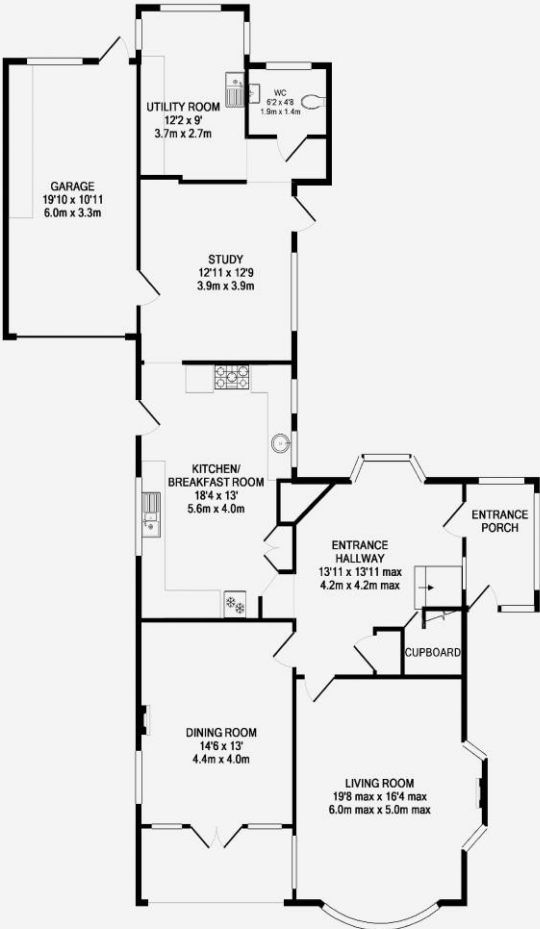 UTILITY ROOM
12'2 x 9'
3.7m x 2.7m
WC
6'2 x 4'8
1.9m x 1.4m
GARAGE
19'10 x 10'11
6.0m x 3.3m
STUDY
12'11 x 12'9
3.9m x 3.9m
KITCHEN/
BREAKFAST ROOM
18'4 x 13'
5.6m x 4.0m
ENTRANCE
PORCH
ENTRANCE
HALLWAY
13'11 x 13'11 max
4.2m x 4.2m max
CUPBOARD
DINING ROOM
14'6 x 13'
4.4m x 4.0m
LIVING ROOM
19'8 max x 16'4 max
6.0m max x 5.0m max